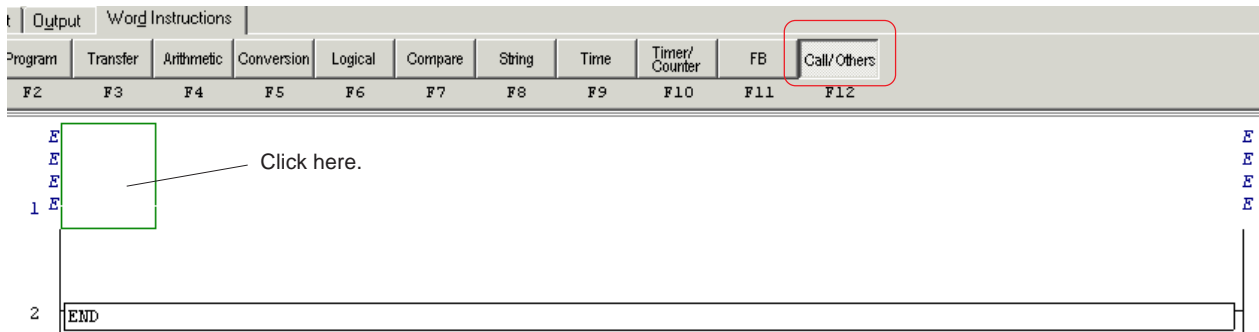 t Output Word Instructions
Program Transfer Arithmetic Conversion Logical Compare String Time Timer/ Counter FB Call/Others
F2 F3 F4 F5 F6 F7 F8 F9 F10 F11 F12
E E
E Click here. E
E E
1 E E
2 END